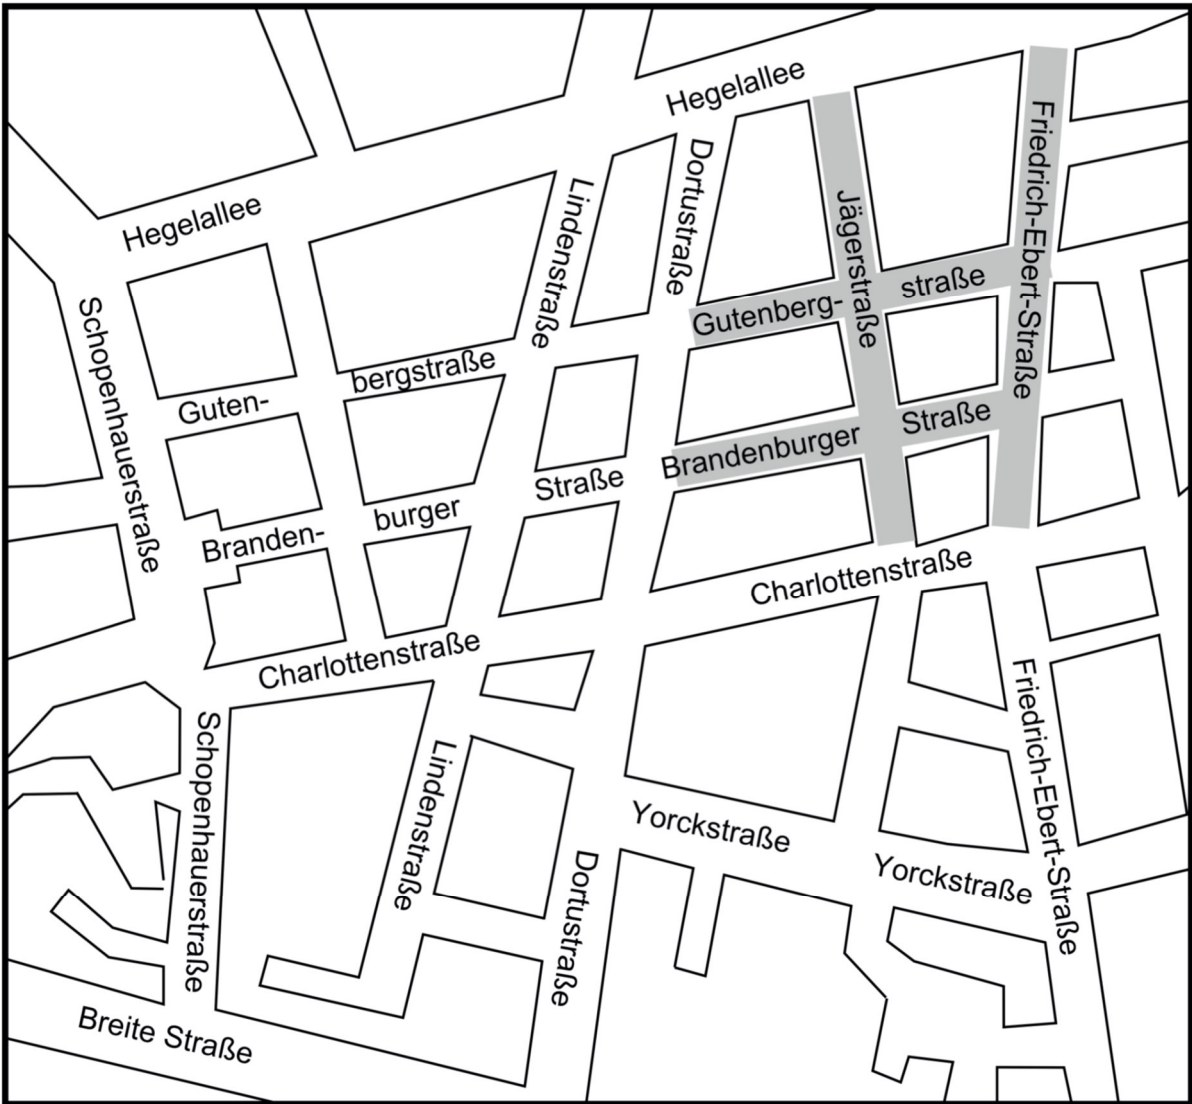 Hegelallee
Friedrich-Ebert-Straße
Dortustraße
Lindenstraße
Jägerstraße
Hegelallee
straße
Gutenberg-
Schopenhauerstraße
bergstraße
Guten-
Straße
Brandenburger
Straße
burger
Branden-
Charlottenstraße
Charlottenstraße
Friedrich-Ebert-Straße
Schopenhauerstraße
Lindenstraße
Yorckstraße
Dortustraße
Yorckstraße
Breite Straße